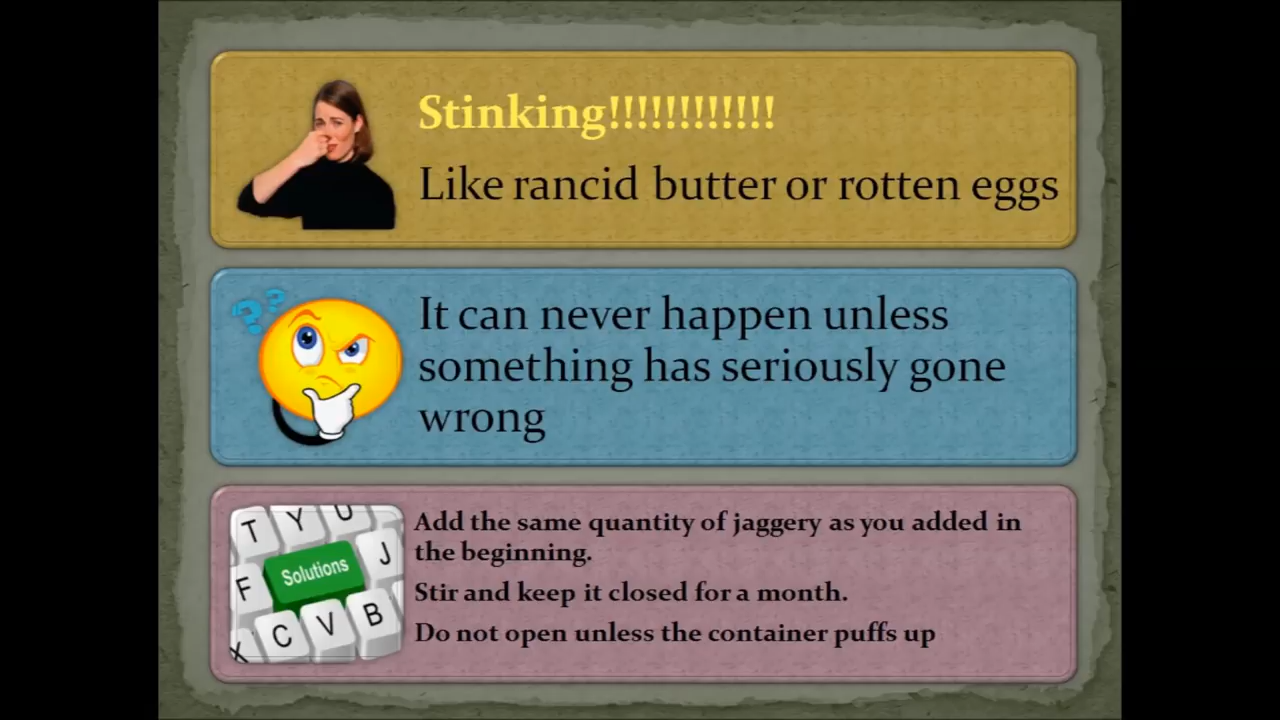 Stinking!!!!!!!!!!!!
Like rancid butter or rotten eggs
??
It can never happen unless
something has seriously gone
wrong
T Y U
F Solutions J
X C V B
Add the same quantity of jaggery as you added in
the beginning.
Stir and keep it closed for a month.
Do not open unless the container puffs up